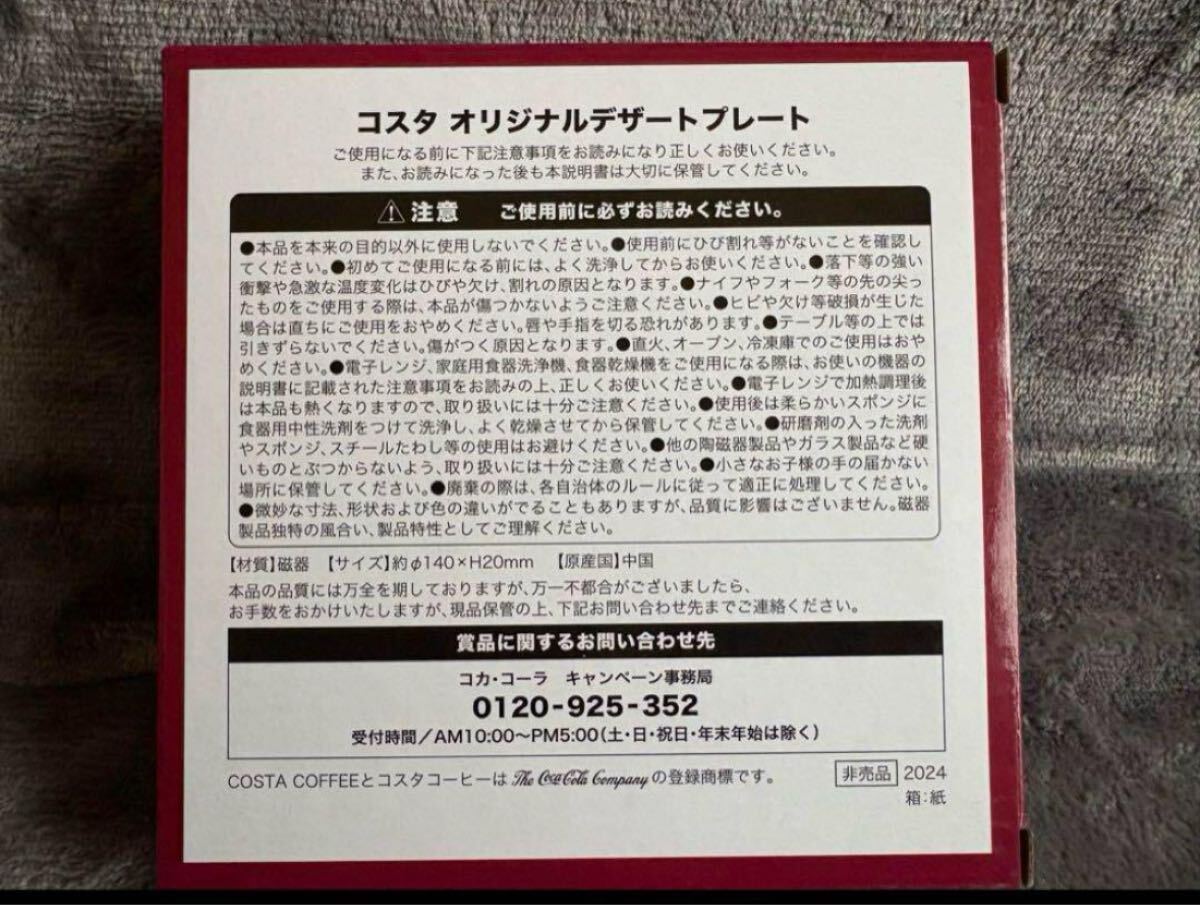 コスタ オリジナルデザートプレート
ご使用になる前に下記注意事項をお読みになり正しくお使いください。
また、お読みになった後も本説明書は大切に保管してください。
⚠注意 ご使用前に必ずお読みください。
●本品を本来の目的以外に使用しないでください。●使用前にひび割れ等がないことを確認し
てください。●初めてご使用になる前には、よく洗浄してからお使いください。●落下等の強い
衝撃や急激な温度変化はひびや欠け、割れの原因となります。●ナイフやフォーク等の先の尖っ
たものをご使用する際は、本品が傷つかないようご注意ください。●ヒビや欠け等破損が生じた
場合は直ちにご使用をおやめください。唇や手指を切る恐れがあります。●テーブル等の上では
引きずらないでください。傷がつく原因となります。●直火、オーブン、冷凍庫でのご使用はおや
めください。●電子レンジ、家庭用食器洗浄機、食器乾燥機をご使用になる際は、お使いの機器の
説明書に記載された注意事項をお読みの上、正しくお使いください。●電子レンジで加熱調理後
は本品も熱くなりますので、取り扱いには十分ご注意ください。●使用後は柔らかいスポンジに
食器用中性洗剤をつけて洗浄し、よく乾燥させてから保管してください。●研磨剤の入った洗剤
やスポンジ、スチールたわし等の使用はお避けください。●他の陶磁器製品やガラス製品など硬
いものとぶつからないよう、取り扱いには十分ご注意ください。●小さなお子様の手の届かない
場所に保管してください。●廃棄の際は、各自治体のルールに従って適正に処理してください。
●微妙な寸法、形状および色の違いがでることもありますが、品質に影響はございません。磁器
製品独特の風合い、製品特性としてご理解ください。
【材質】磁器 【サイズ】約φ140×H20mm 【原産国】中国
本品の品質には万全を期しておりますが、万一不都合がございましたら、
お手数をおかけいたしますが、現品保管の上、下記お問い合わせ先までご連絡ください。
賞品に関するお問い合わせ先
コカ・コーラ キャンペーン事務局
0120-925-352
受付時間/AM10:00〜PM5:00(土・日・祝日・年末年始は除く)
COSTA COFFEEとコスタコーヒーは The Coca-Cola Company の登録商標です。
非売品 2024
箱:紙